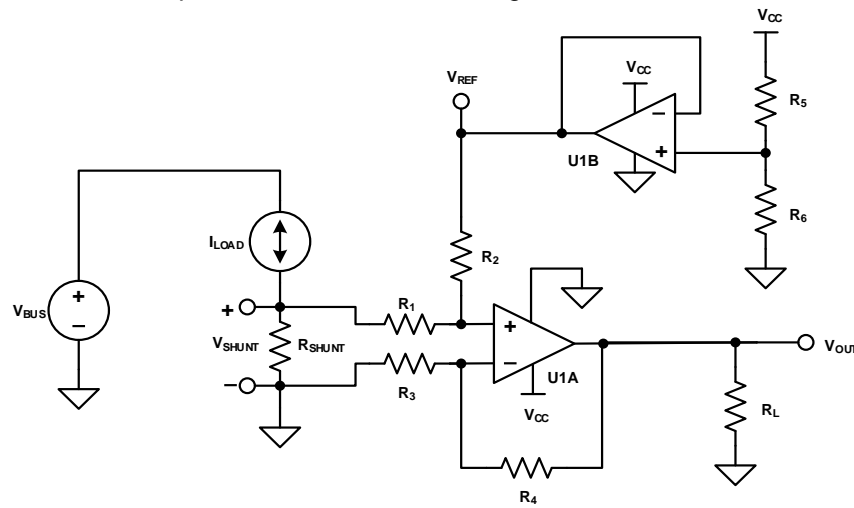 VCC
VREF
VCC
R5
−
+
U1B
R6
ILOAD
R2
VBUS
+
−
+
R1
+
VSHUNT
RSHUNT
VOUT
−
−
R3
U1A
VCC
RL
R4